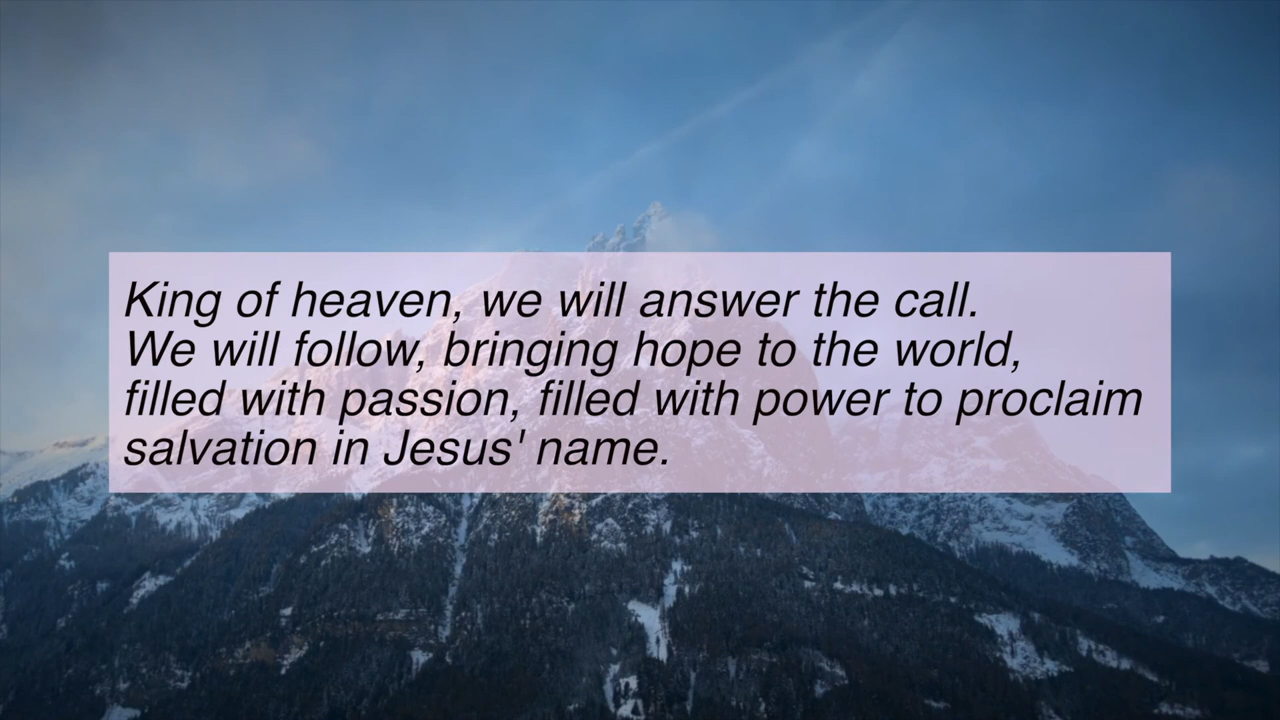 King of heaven, we will answer the call.
We will follow, bringing hope to the world,
filled with passion, filled with power to proclaim
salvation in Jesus' name.